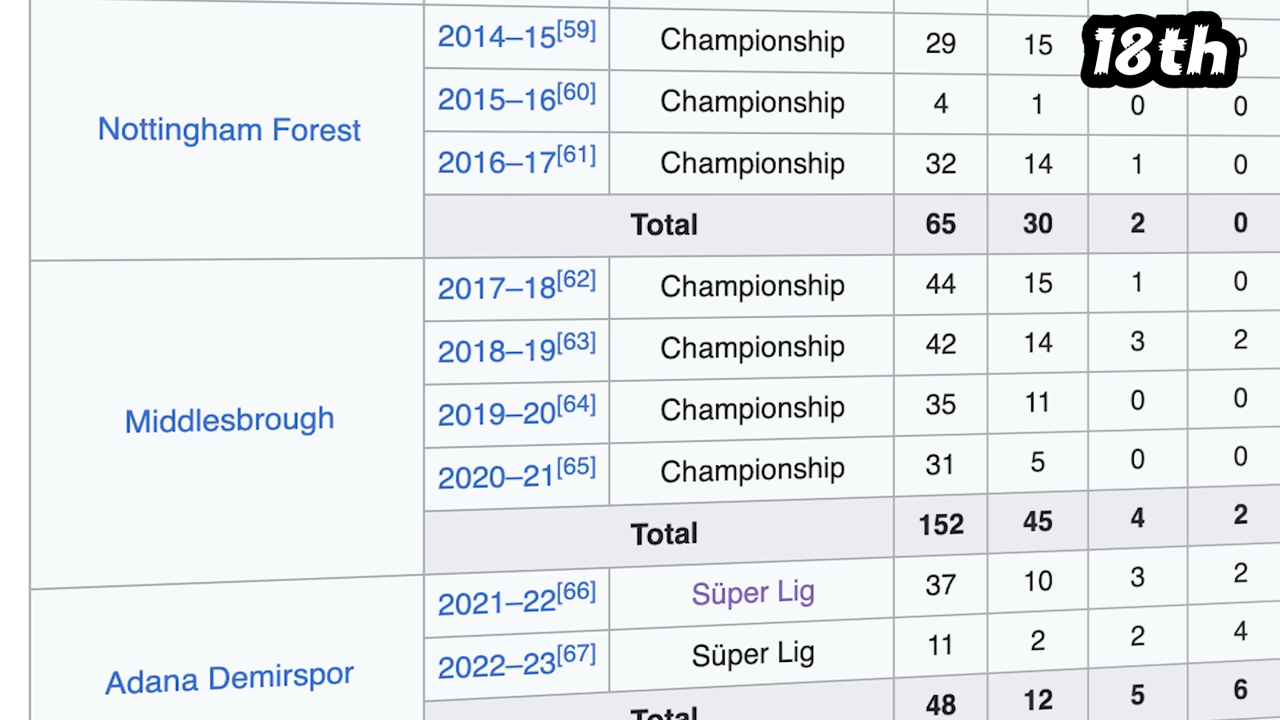 2014–15[59] Championship 29 15 18th 0
Nottingham Forest
2015–16[60] Championship 4 1 0 0
2016–17[61] Championship 32 14 1 0
Total 65 30 2 0
Middlesbrough
2017–18[62] Championship 44 15 1 0
2018–19[63] Championship 42 14 3 2
2019–20[64] Championship 35 11 0 0
2020–21[65] Championship 31 5 0 0
Total 152 45 4 2
Adana Demirspor
2021–22[66] Süper Lig 37 10 3 2
2022–23[67] Süper Lig 11 2 2 4
Total 48 12 5 6